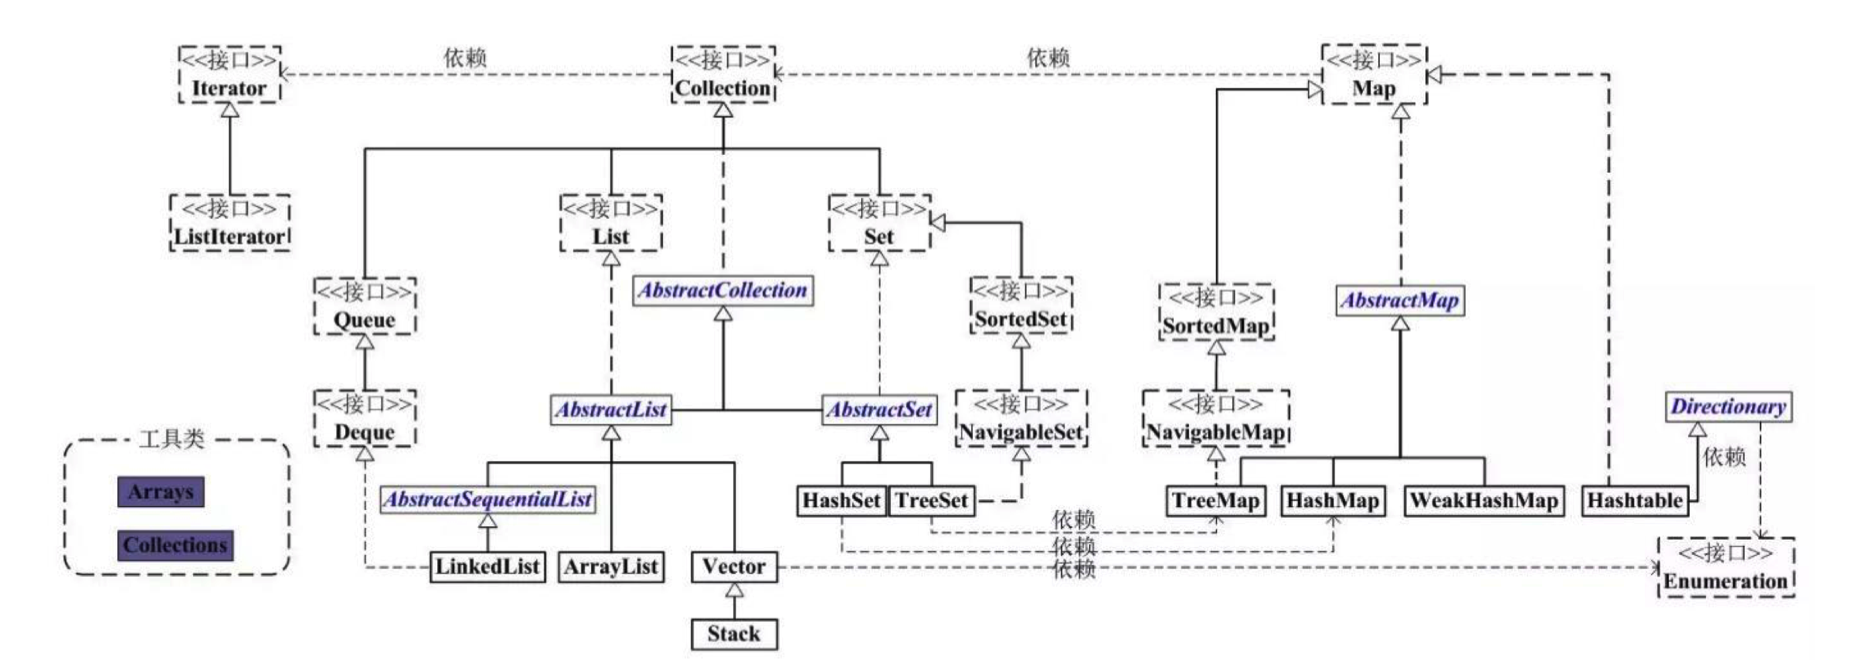 <<接口>>
Iterator
依赖
<<接口>>
Collection
依赖
<<接口>>
Map
<<接口>>
ListIterator
<<接口>>
List
<<接口>>
Set
<<接口>>
Queue
AbstractCollection
<<接口>>
SortedSet
<<接口>>
SortedMap
AbstractMap
<<接口>>
Deque
AbstractList
AbstractSet
<<接口>>
NavigableSet
<<接口>>
NavigableMap
Directionary
依赖
工具类
Arrays
Collections
AbstractSequentialList
HashSet
TreeSet
TreeMap
HashMap
WeakHashMap
Hashtable
依赖
依赖
依赖
LinkedList
ArrayList
Vector
<<接口>>
Enumeration
Stack